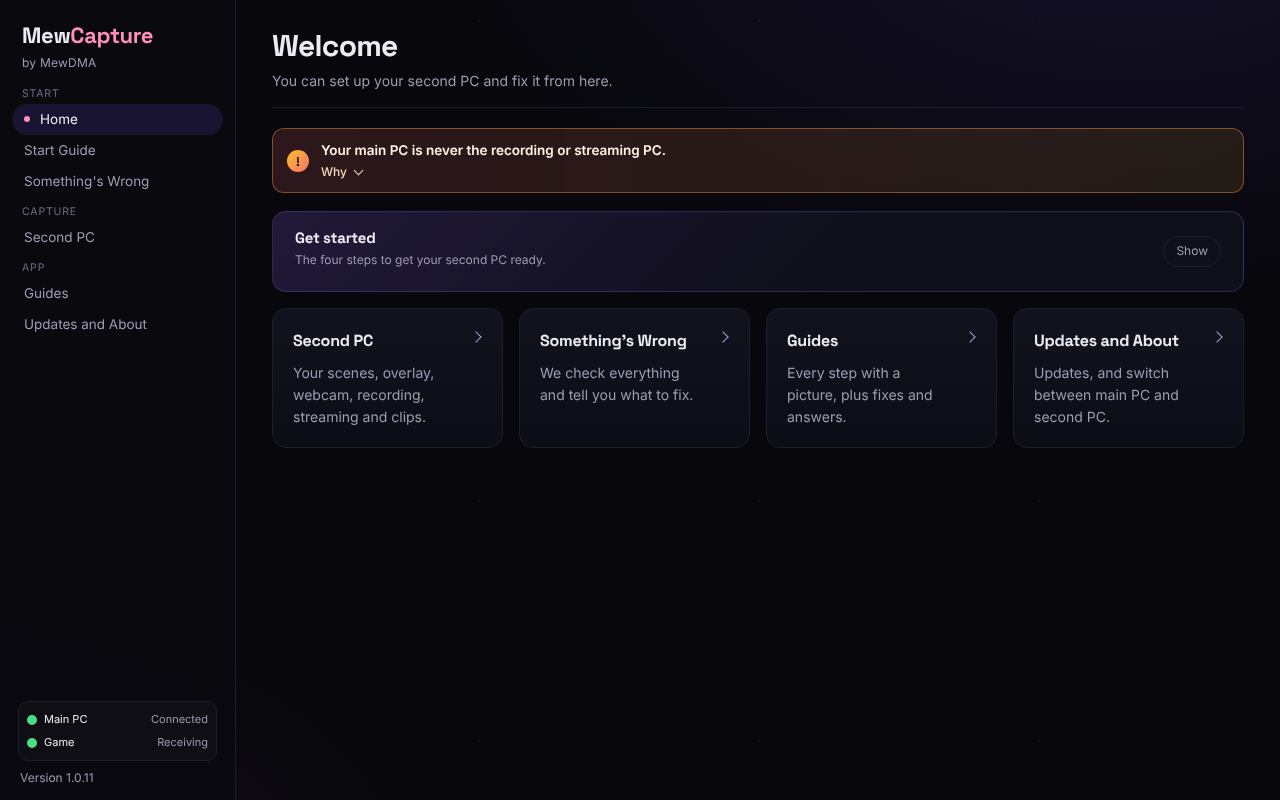 MewCapture
by MewDMA
START
Home
Start Guide
Something's Wrong
CAPTURE
Second PC
APP
Guides
Updates and About
Main PC Connected
Game Receiving
Version 1.0.11
Welcome
You can set up your second PC and fix it from here.
!
Your main PC is never the recording or streaming PC.
Why
Get started
The four steps to get your second PC ready.
Show
Second PC
Your scenes, overlay,
webcam, recording,
streaming and clips.
Something's Wrong
We check everything
and tell you what to fix.
Guides
Every step with a
picture, plus fixes and
answers.
Updates and About
Updates, and switch
between main PC and
second PC.